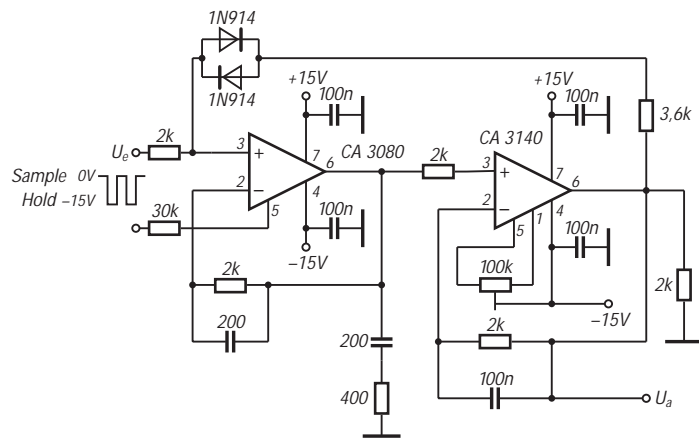 1N914
1N914
+15V
100n
+15V
100n
3,6k
Ue
2k
3
2
+
−
7
6
4
5
CA 3080
2k
CA 3140
3
2
+
−
7
6
4
1
5
Sample 0V
Hold −15V
30k
100n
−15V
100n
100k
2k
−15V
2k
200
200
400
2k
100n
Ua